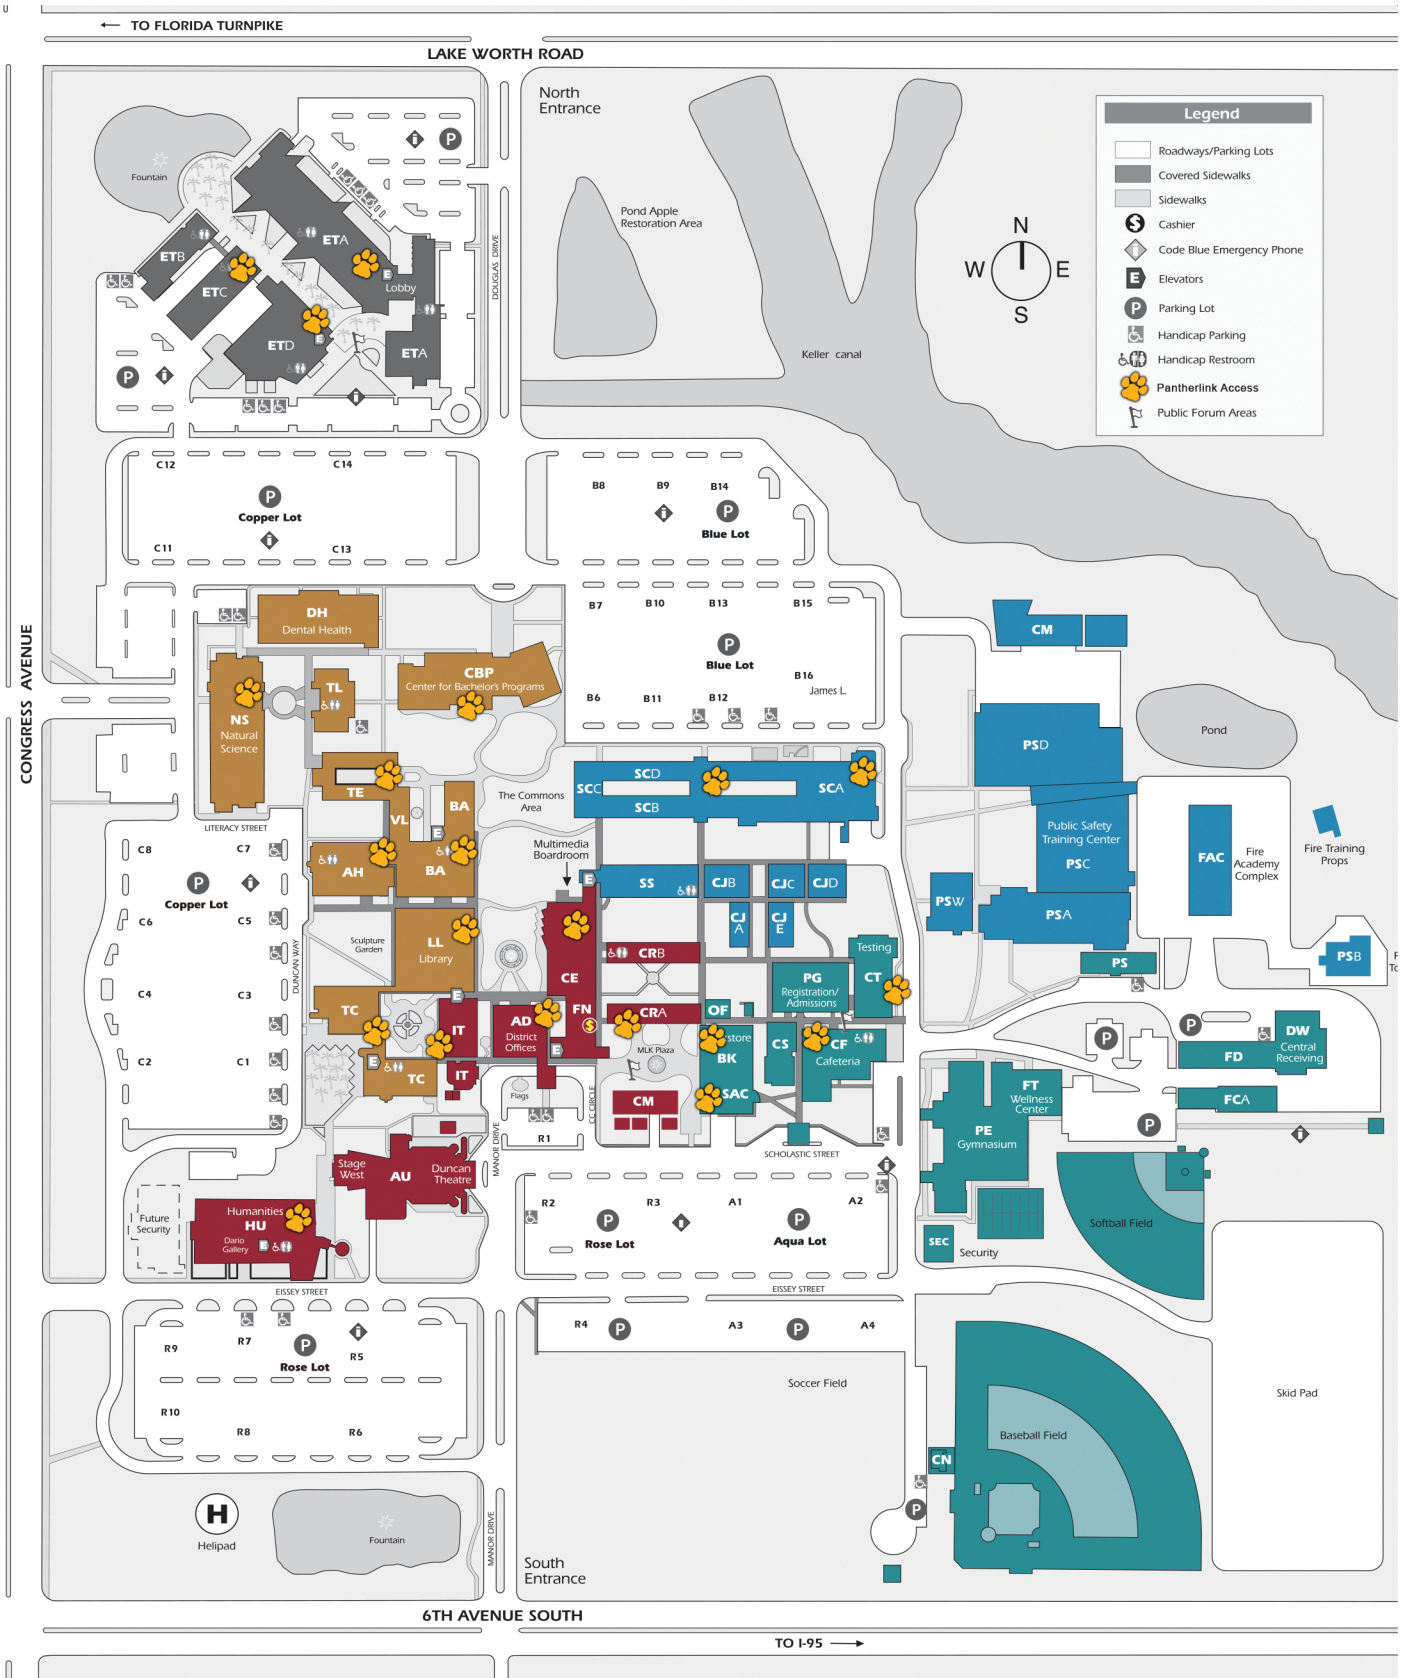 U
TO FLORIDA TURNPIKE
LAKE WORTH ROAD
North
Entrance
Legend
Roadways/Parking Lots
Covered Sidewalks
Sidewalks
$ Cashier
Code Blue Emergency Phone
E Elevators
P Parking Lot
Handicap Parking
Handicap Restroom
Pantherlink Access
Public Forum Areas
N
W E
S
Fountain
P
ETA
ETB
ETC
E
Lobby
ETD
E
ETA
P
DOUGLAS DRIVE
Pond Apple
Restoration Area
Keller canal
C12
C14
P
Copper Lot
C11
C13
B8
B9
B14
P
Blue Lot
B7
B10
B13
B15
P
Blue Lot
B16
James L
B6
B11
B12
CONGRESS AVENUE
DH
Dental Health
TL
CBP
Center for Bachelor's Programs
NS
Natural
Science
TE
VL
BA
E
BA
AH
LITERACY STREET
The Commons
Area
Multimedia
Boardroom
SCD
SCC
SCB
SCA
CM
PSD
Pond
Public Safety
Training Center
PSC
PSW
PSA
FAC
Fire
Academy
Complex
Fire Training
Props
PSB
F
To
PS
C8
C7
P
Copper Lot
C6
C5
C4
C3
C2
C1
DUNCAN WAY
Sculpture
Garden
LL
Library
E
SS
CJB
CJC
CJD
CJ
A
CJ
E
CE
CRB
Testing
CT
PG
Registration/
Admissions
TC
E
IT
AD
District
Offices
FN
$
E
CRA
OF
MLK Plaza
store
BK
CS
CF
Cafeteria
E
TC
IT
Flags
CC CIRCLE
CM
SAC
R1
MANOR DRIVE
SCHOLASTIC STREET
P
P
DW
Central
Receiving
FD
FCA
P
FT
Wellness
Center
PE
Gymnasium
Softball Field
SEC
Security
Stage
West
AU
Duncan
Theatre
Future
Security
Humanities
HU
Dario
Gallery
E
R2
R3
A1
A2
P
Rose Lot
P
Aqua Lot
EISSEY STREET
EISSEY STREET
R4
P
A3
P
A4
R9
R7
P
Rose Lot
R5
R10
R8
R6
Soccer Field
Baseball Field
CN
P
Skid Pad
H
Helipad
Fountain
MANOR DRIVE
South
Entrance
6TH AVENUE SOUTH
TO I-95